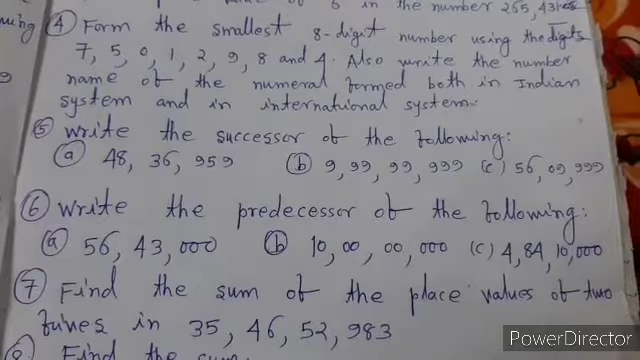 6 in the number 265, 43
④ Form the smallest 8-digit number using the digits
7, 5, 0, 1, 2, 9, 8 and 4. Also write the number
name of the numeral formed both in Indian
system and in international system.
⑤ write the successor of the following:
ⓐ 48, 36, 959 ⓑ 9, 99, 99, 999 (c) 56, 09, 999
⑥ write the predecessor of the following:
ⓐ 56, 43, 000 ⓑ 10, 00, 00, 000 (c) 4, 84, 10,000
⑦ Find the sum of the place values of two
fives in 35, 46, 52, 983
⑧ Find the sum
PowerDirector